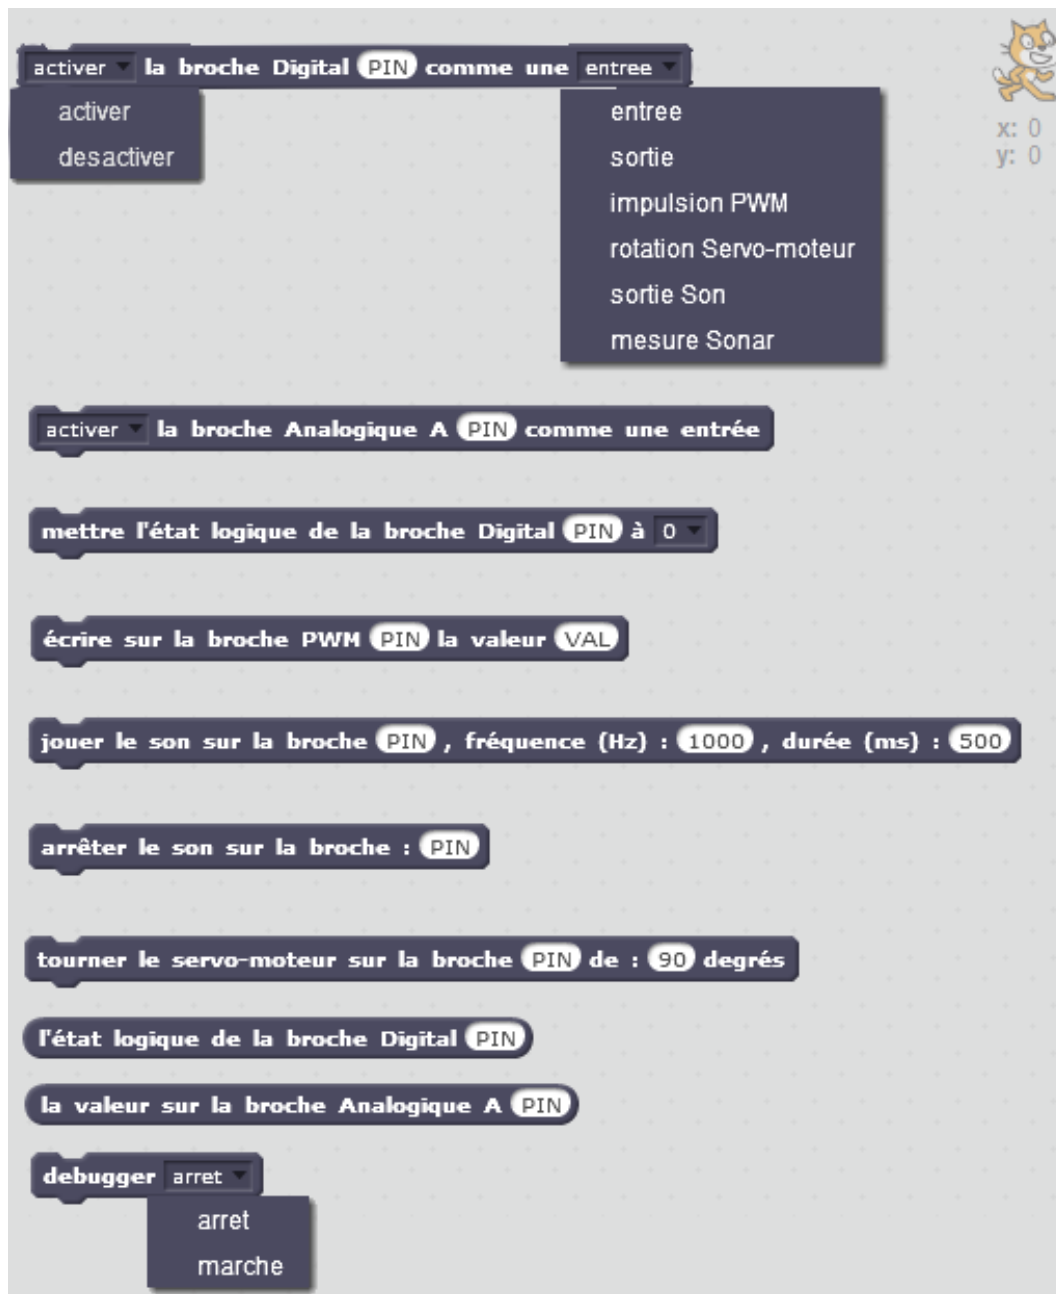 activer la broche Digital PIN comme une entree
activer
desactiver
entree
sortie
impulsion PWM
rotation Servo-moteur
sortie Son
mesure Sonar
x: 0
y: 0
activer la broche Analogique A PIN comme une entrée
mettre l'état logique de la broche Digital PIN à 0
écrire sur la broche PWM PIN la valeur VAL
jouer le son sur la broche PIN , fréquence (Hz) : 1000 , durée (ms) : 500
arrêter le son sur la broche : PIN
tourner le servo-moteur sur la broche PIN de : 90 degrés
l'état logique de la broche Digital PIN
la valeur sur la broche Analogique A PIN
debugger arret
arret
marche